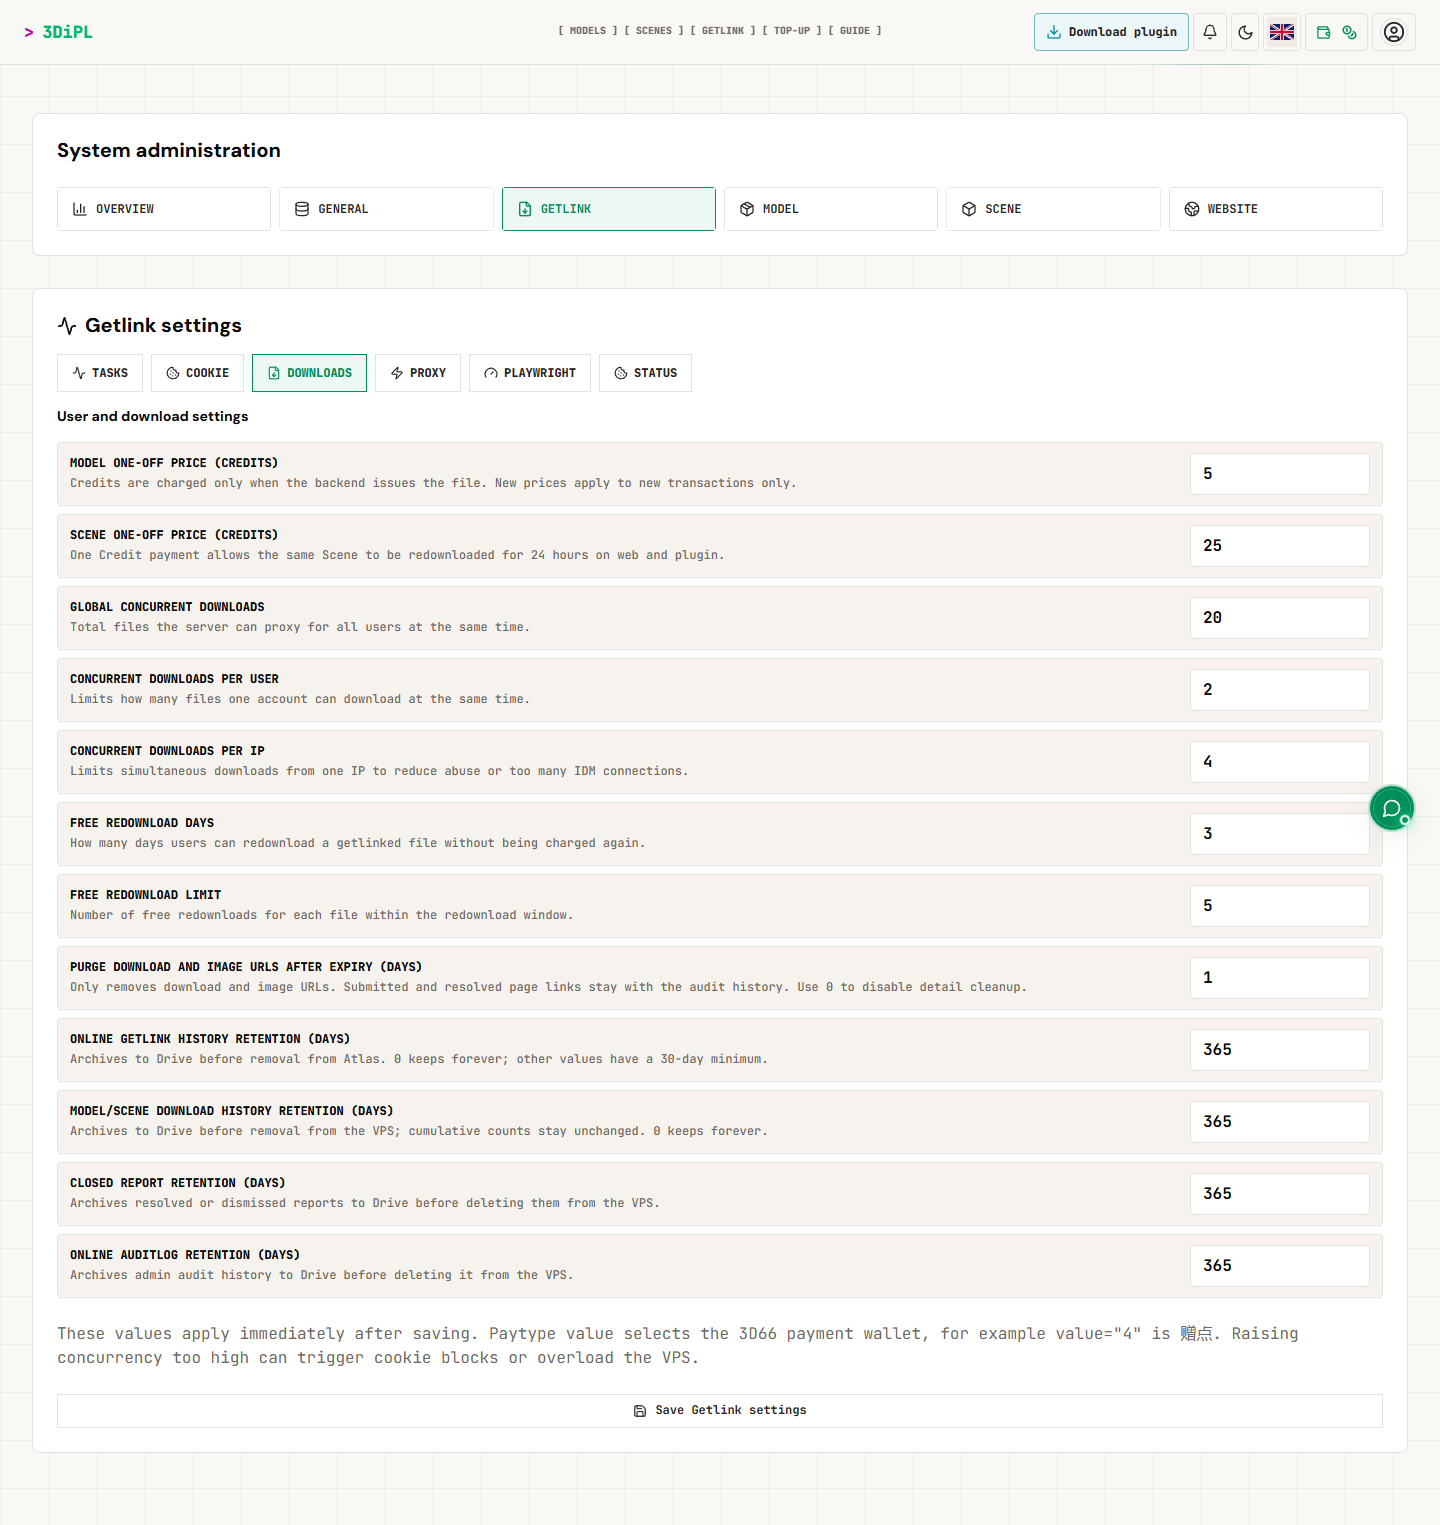 > 3DiPL
[ MODELS ] [ SCENES ] [ GETLINK ] [ TOP-UP ] [ GUIDE ]
Download plugin
System administration
OVERVIEW
GENERAL
GETLINK
MODEL
SCENE
WEBSITE
Getlink settings
TASKS
COOKIE
DOWNLOADS
PROXY
PLAYWRIGHT
STATUS
User and download settings
MODEL ONE-OFF PRICE (CREDITS)
Credits are charged only when the backend issues the file. New prices apply to new transactions only.
5
SCENE ONE-OFF PRICE (CREDITS)
One Credit payment allows the same Scene to be redownloaded for 24 hours on web and plugin.
25
GLOBAL CONCURRENT DOWNLOADS
Total files the server can proxy for all users at the same time.
20
CONCURRENT DOWNLOADS PER USER
Limits how many files one account can download at the same time.
2
CONCURRENT DOWNLOADS PER IP
Limits simultaneous downloads from one IP to reduce abuse or too many IDM connections.
4
FREE REDOWNLOAD DAYS
How many days users can redownload a getlinked file without being charged again.
3
FREE REDOWNLOAD LIMIT
Number of free redownloads for each file within the redownload window.
5
PURGE DOWNLOAD AND IMAGE URLS AFTER EXPIRY (DAYS)
Only removes download and image URLs. Submitted and resolved page links stay with the audit history. Use 0 to disable detail cleanup.
1
ONLINE GETLINK HISTORY RETENTION (DAYS)
Archives to Drive before removal from Atlas. 0 keeps forever; other values have a 30-day minimum.
365
MODEL/SCENE DOWNLOAD HISTORY RETENTION (DAYS)
Archives to Drive before removal from the VPS; cumulative counts stay unchanged. 0 keeps forever.
365
CLOSED REPORT RETENTION (DAYS)
Archives resolved or dismissed reports to Drive before deleting them from the VPS.
365
ONLINE AUDITLOG RETENTION (DAYS)
Archives admin audit history to Drive before deleting it from the VPS.
365
These values apply immediately after saving. Paytype value selects the 3D66 payment wallet, for example value="4" is 赠点. Raising
concurrency too high can trigger cookie blocks or overload the VPS.
Save Getlink settings